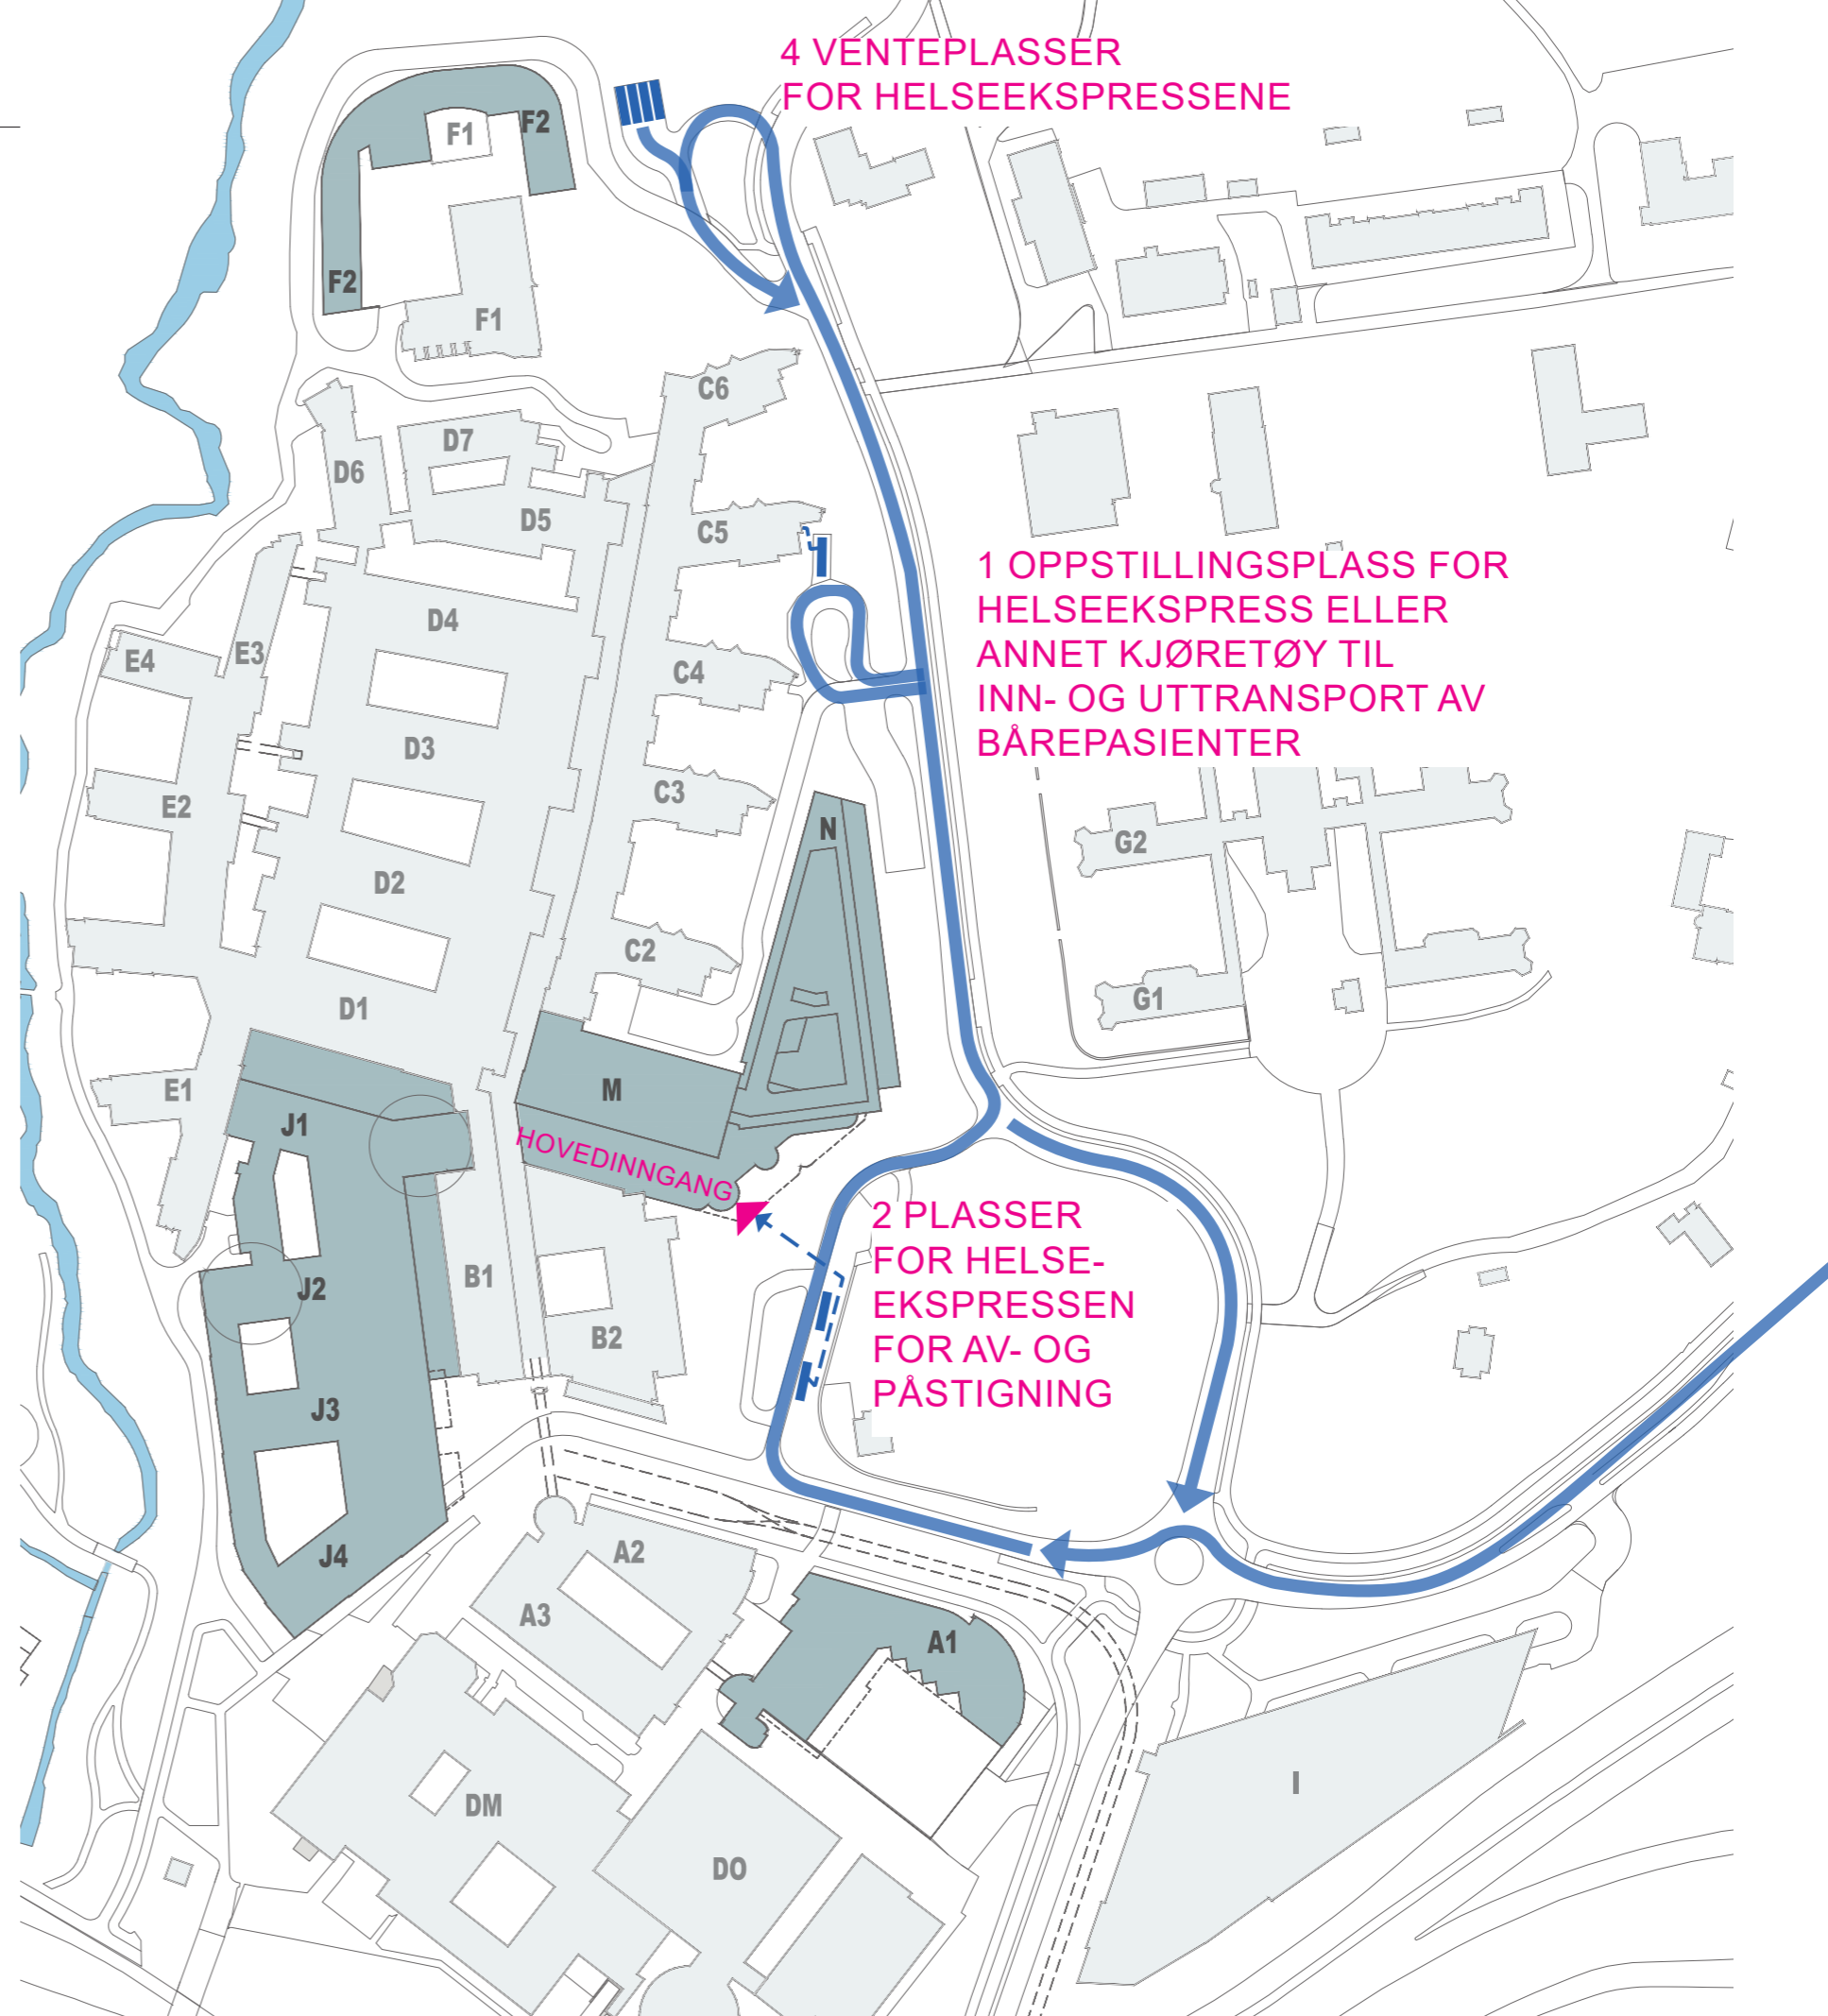 4 VENTEPLASSER
FOR HELSEEKSPRESSENE
F1
F2
F2
F1
C6
D7
D6
D5
C5
1 OPPSTILLINGSPLASS FOR
HELSEEKSPRESS ELLER
ANNET KJØRETØY TIL
INN- OG UTTRANSPORT AV
BÅREPASIENTER
D4
E3
E4
C4
D3
C3
E2
N
G2
D2
C2
G1
D1
E1
M
J1
HOVEDINNGANG
2 PLASSER
FOR HELSE-
EKSPRESSEN
FOR AV- OG
PÅSTIGNING
B1
J2
B2
J3
J4
A2
A3
A1
I
DM
DO